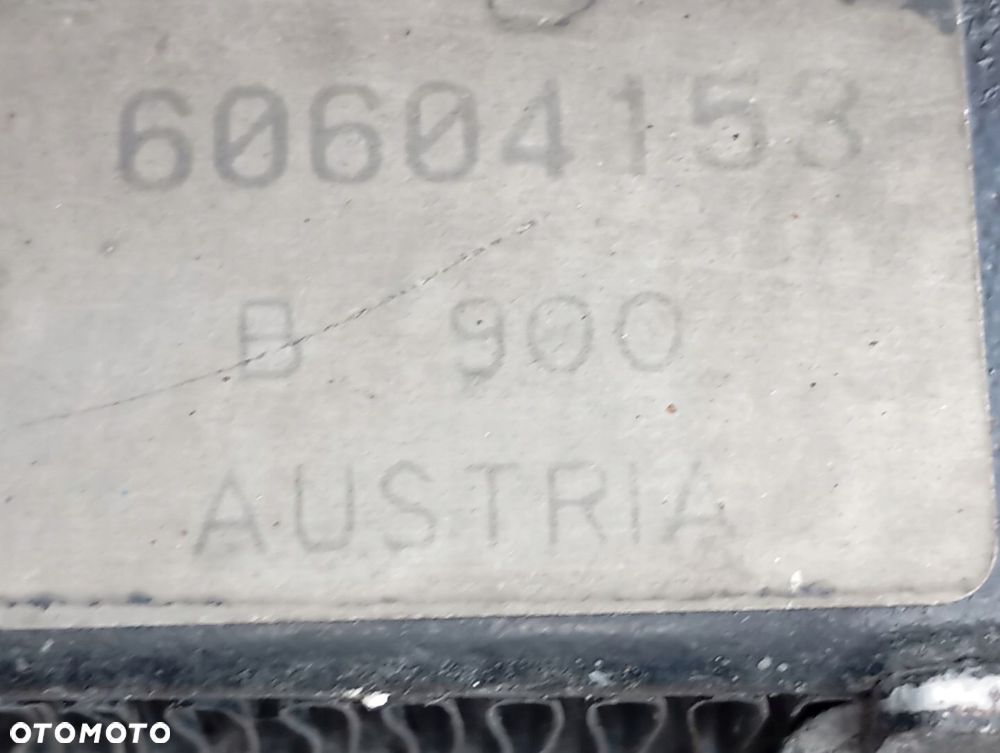 60604153
B 900
AUSTRIA
OTOMOTO